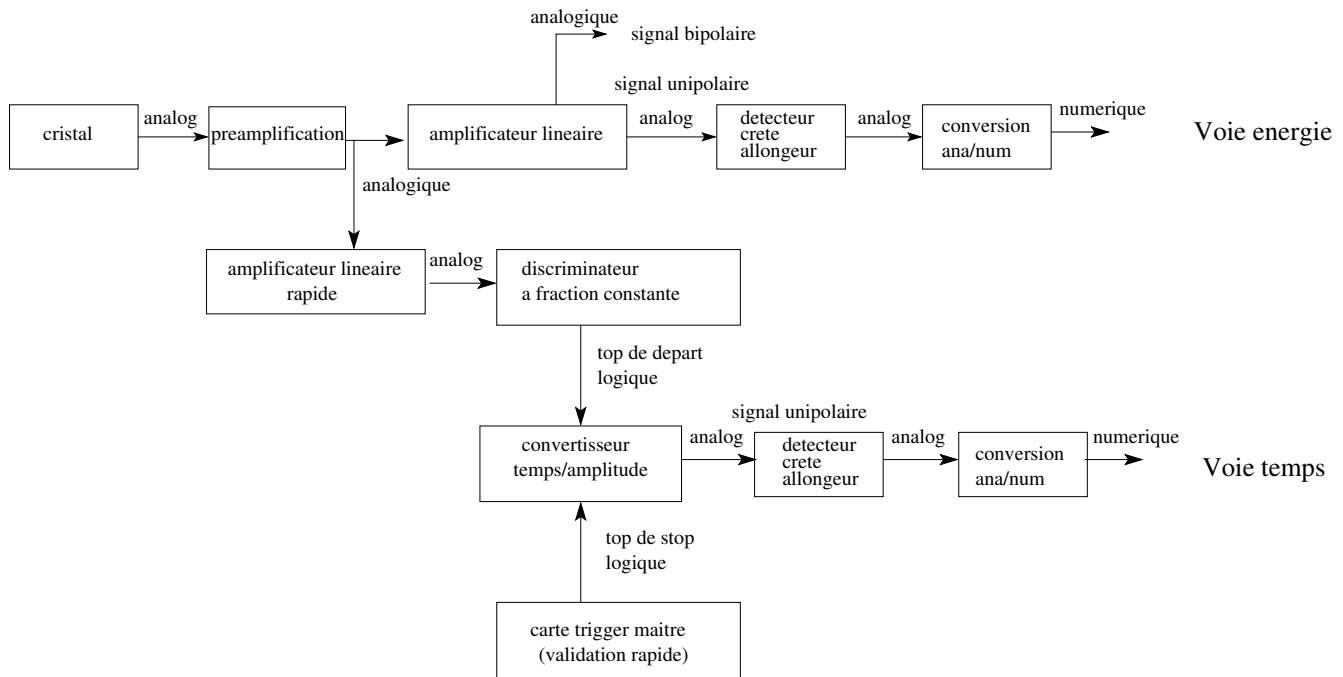 analogique
signal bipolaire
signal unipolaire
cristal
analog
preamplification
amplificateur lineaire
analog
detecteur
crete
allongeur
analog
conversion
ana/num
numerique
Voie energie
analogique
amplificateur lineaire
rapide
analog
discriminateur
a fraction constante
top de depart
logique
signal unipolaire
convertisseur
temps/amplitude
analog
detecteur
crete
allongeur
analog
conversion
ana/num
numerique
Voie temps
top de stop
logique
carte trigger maitre
(validation rapide)